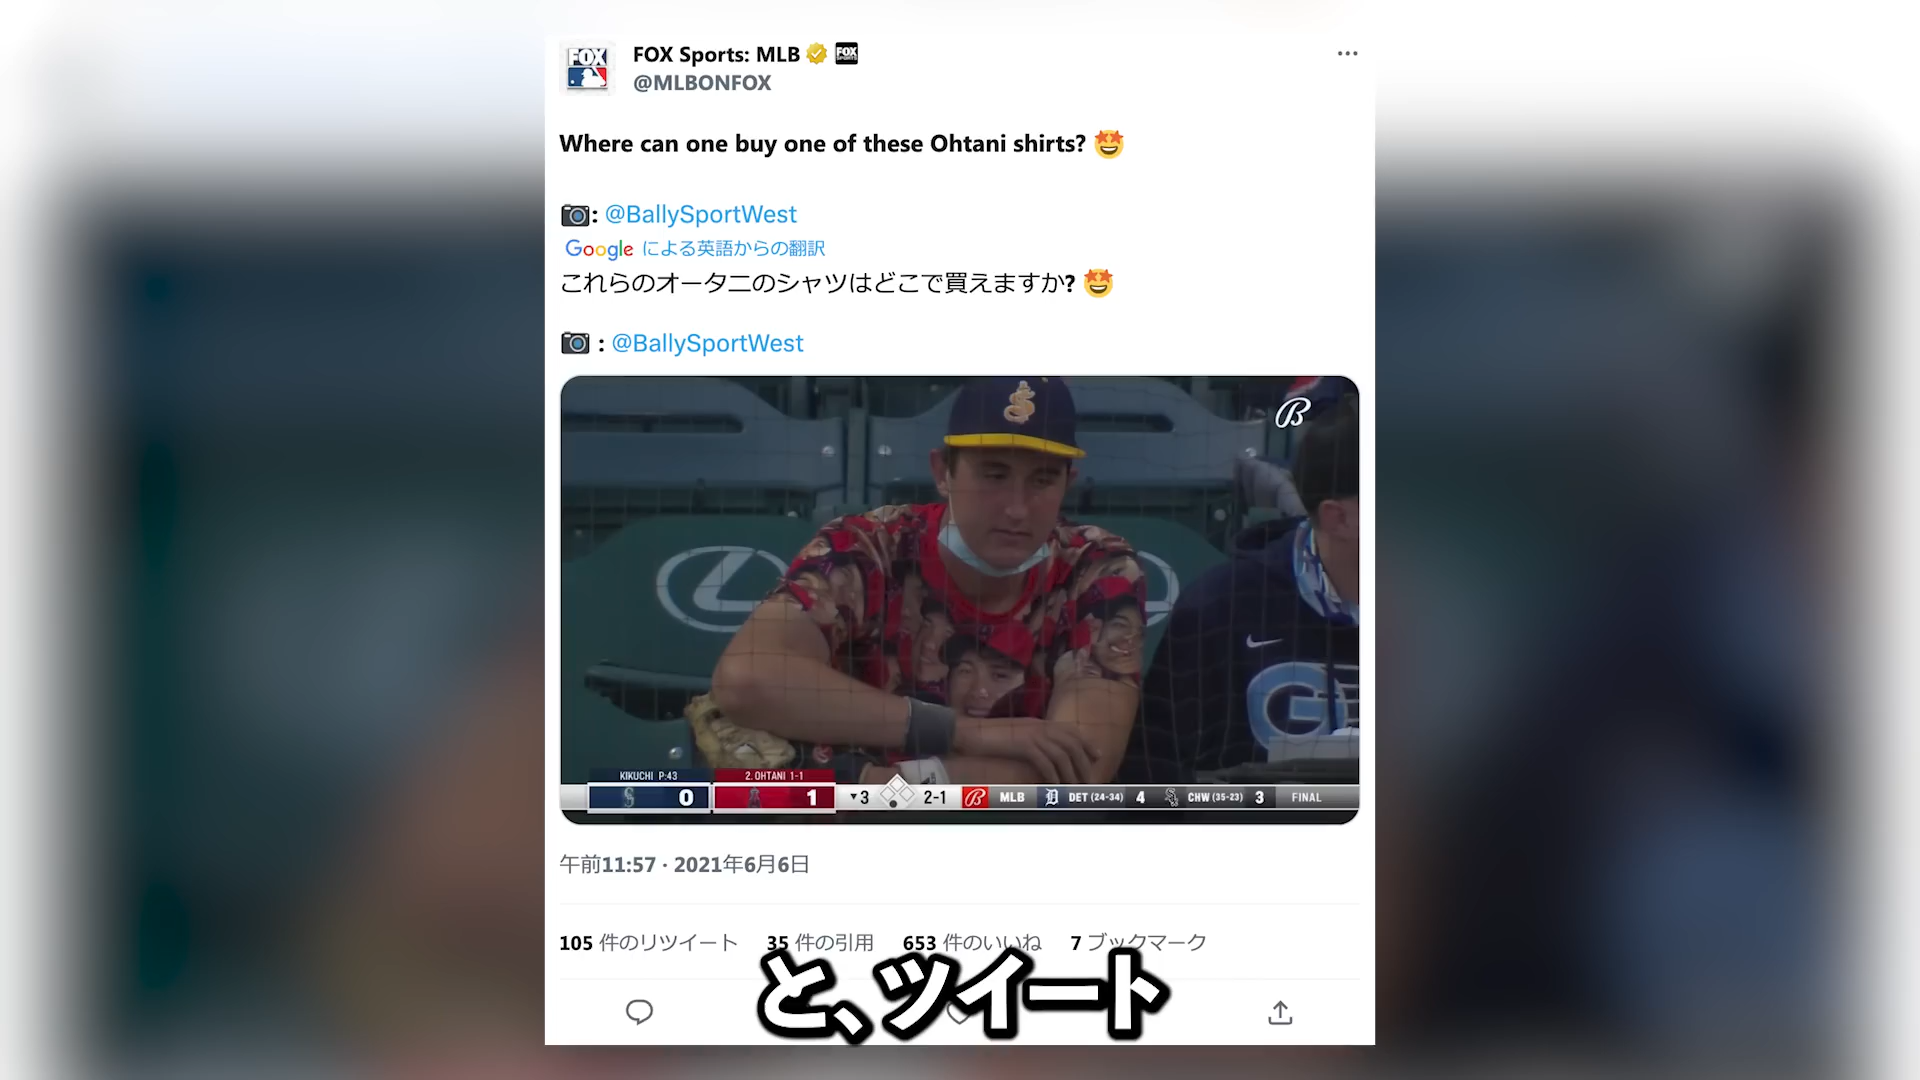 FOX Sports: MLB
@MLBONFOX
Where can one buy one of these Ohtani shirts? 🤩
📷: @BallySportWest
Google による英語からの翻訳
これらのオータニのシャツはどこで買えますか? 🤩
📷 : @BallySportWest
KIKUCHI P:43
2. OHTANI 1-1
0
1
▾3
2-1
MLB
DET (24-34) 4
CHW (35-23) 3
FINAL
午前11:57 · 2021年6月6日
105 件のリツイート 35 件の引用 653 件のいいね 7 ブックマーク
と、ツイート